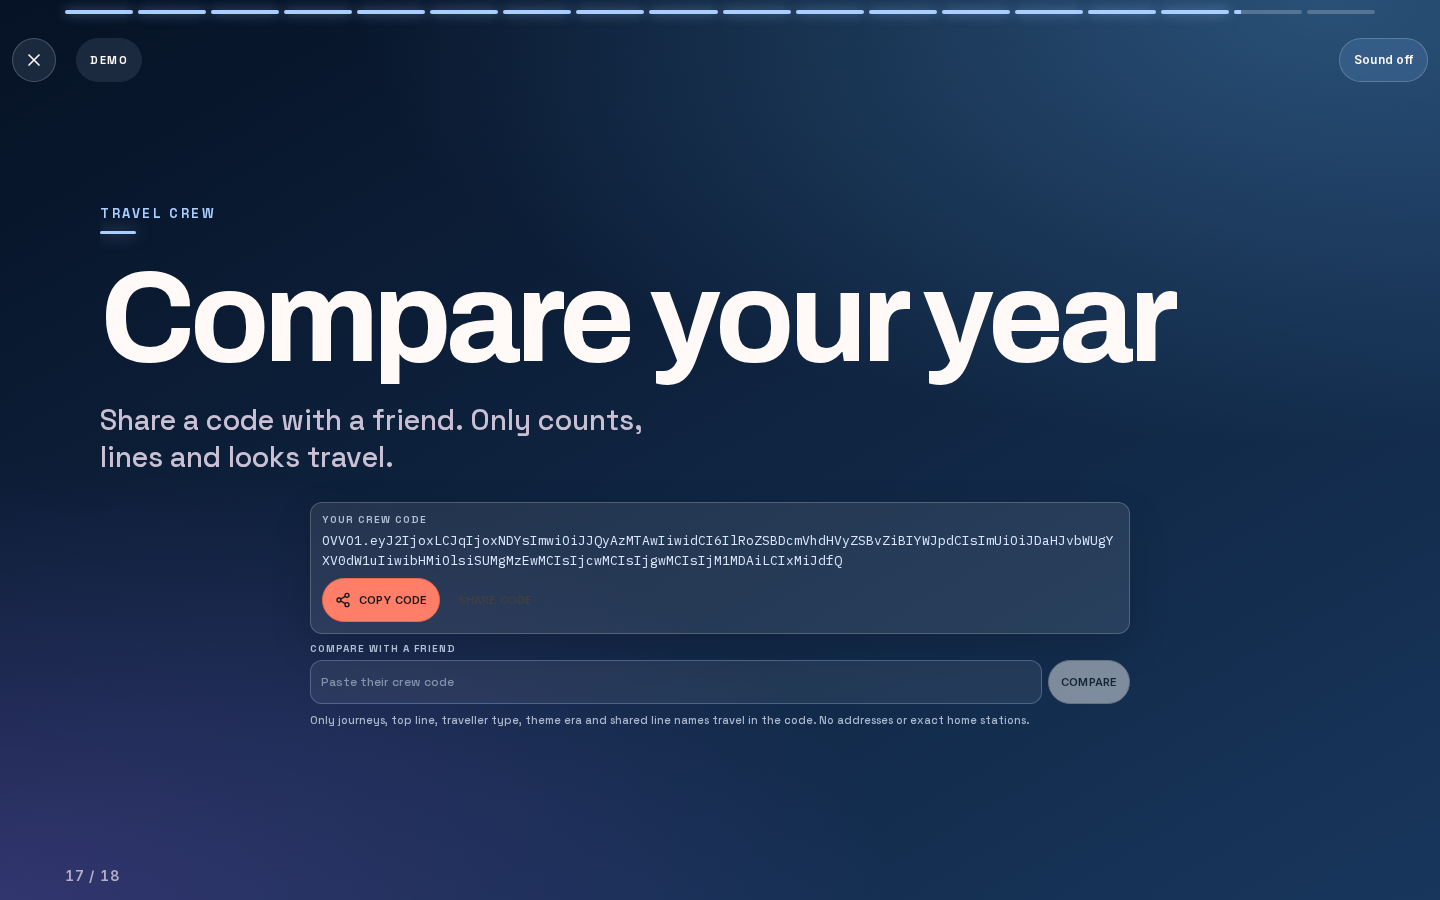 DEMO
Sound off
TRAVEL CREW
Compare your year
Share a code with a friend. Only counts,
lines and looks travel.
YOUR CREW CODE
OVVO1.eyJ2IjoxLCJqIjoxNDYsImwiOiJJQyAzMTAwIiwidCI6IlRoZSBDcmVhdHVyZSBvZiBIYWJpdCIsImUiOiJDaHJvbWUgY
XV0dW1uIiwibHMiOlsiSUMgMzEwMCIsIjcwMCIsIjgwMCIsIjM1MDAiLCIxMiJdfQ
COPY CODE
SHARE CODE
COMPARE WITH A FRIEND
Paste their crew code
COMPARE
Only journeys, top line, traveller type, theme era and shared line names travel in the code. No addresses or exact home stations.
17 / 18